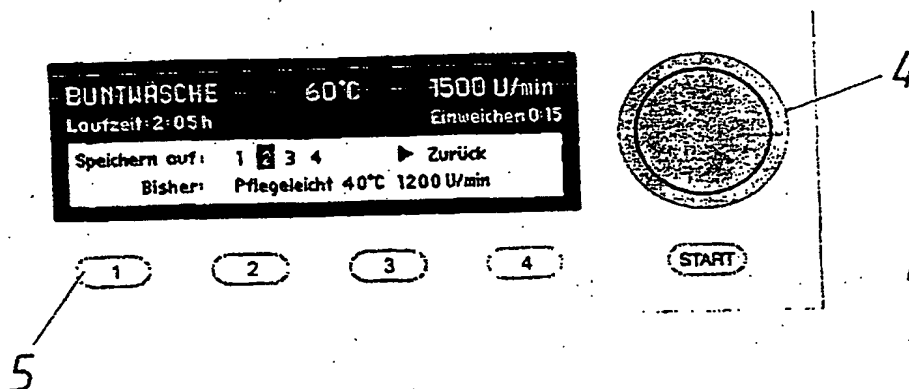 BUNTWÄSCHE 60°C 1500 U/min
Laufzeit: 2:05h Einweichen 0:15
Speichern auf: 1 2 3 4 ▶ Zurück
Bisher: Pflegeleicht 40°C 1200 U/min
1 2 3 4 START
4
5